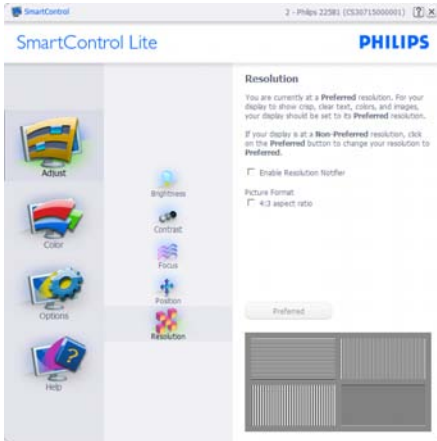 SmartControl
2 - Philips 225B1 (CS30715000001)
SmartControl Lite
PHILIPS
Adjust
Color
Options
Help
Brightness
Contrast
Focus
Position
Resolution
Resolution
You are currently at a Preferred resolution. For your
display to show crisp, clear text, colors, and images,
your display should be set to its Preferred resolution.
If your display is at a Non-Preferred resolution, click
on the Preferred button to change your resolution to
Preferred.
Enable Resolution Notifier
Picture Format
4:3 aspect ratio
Preferred